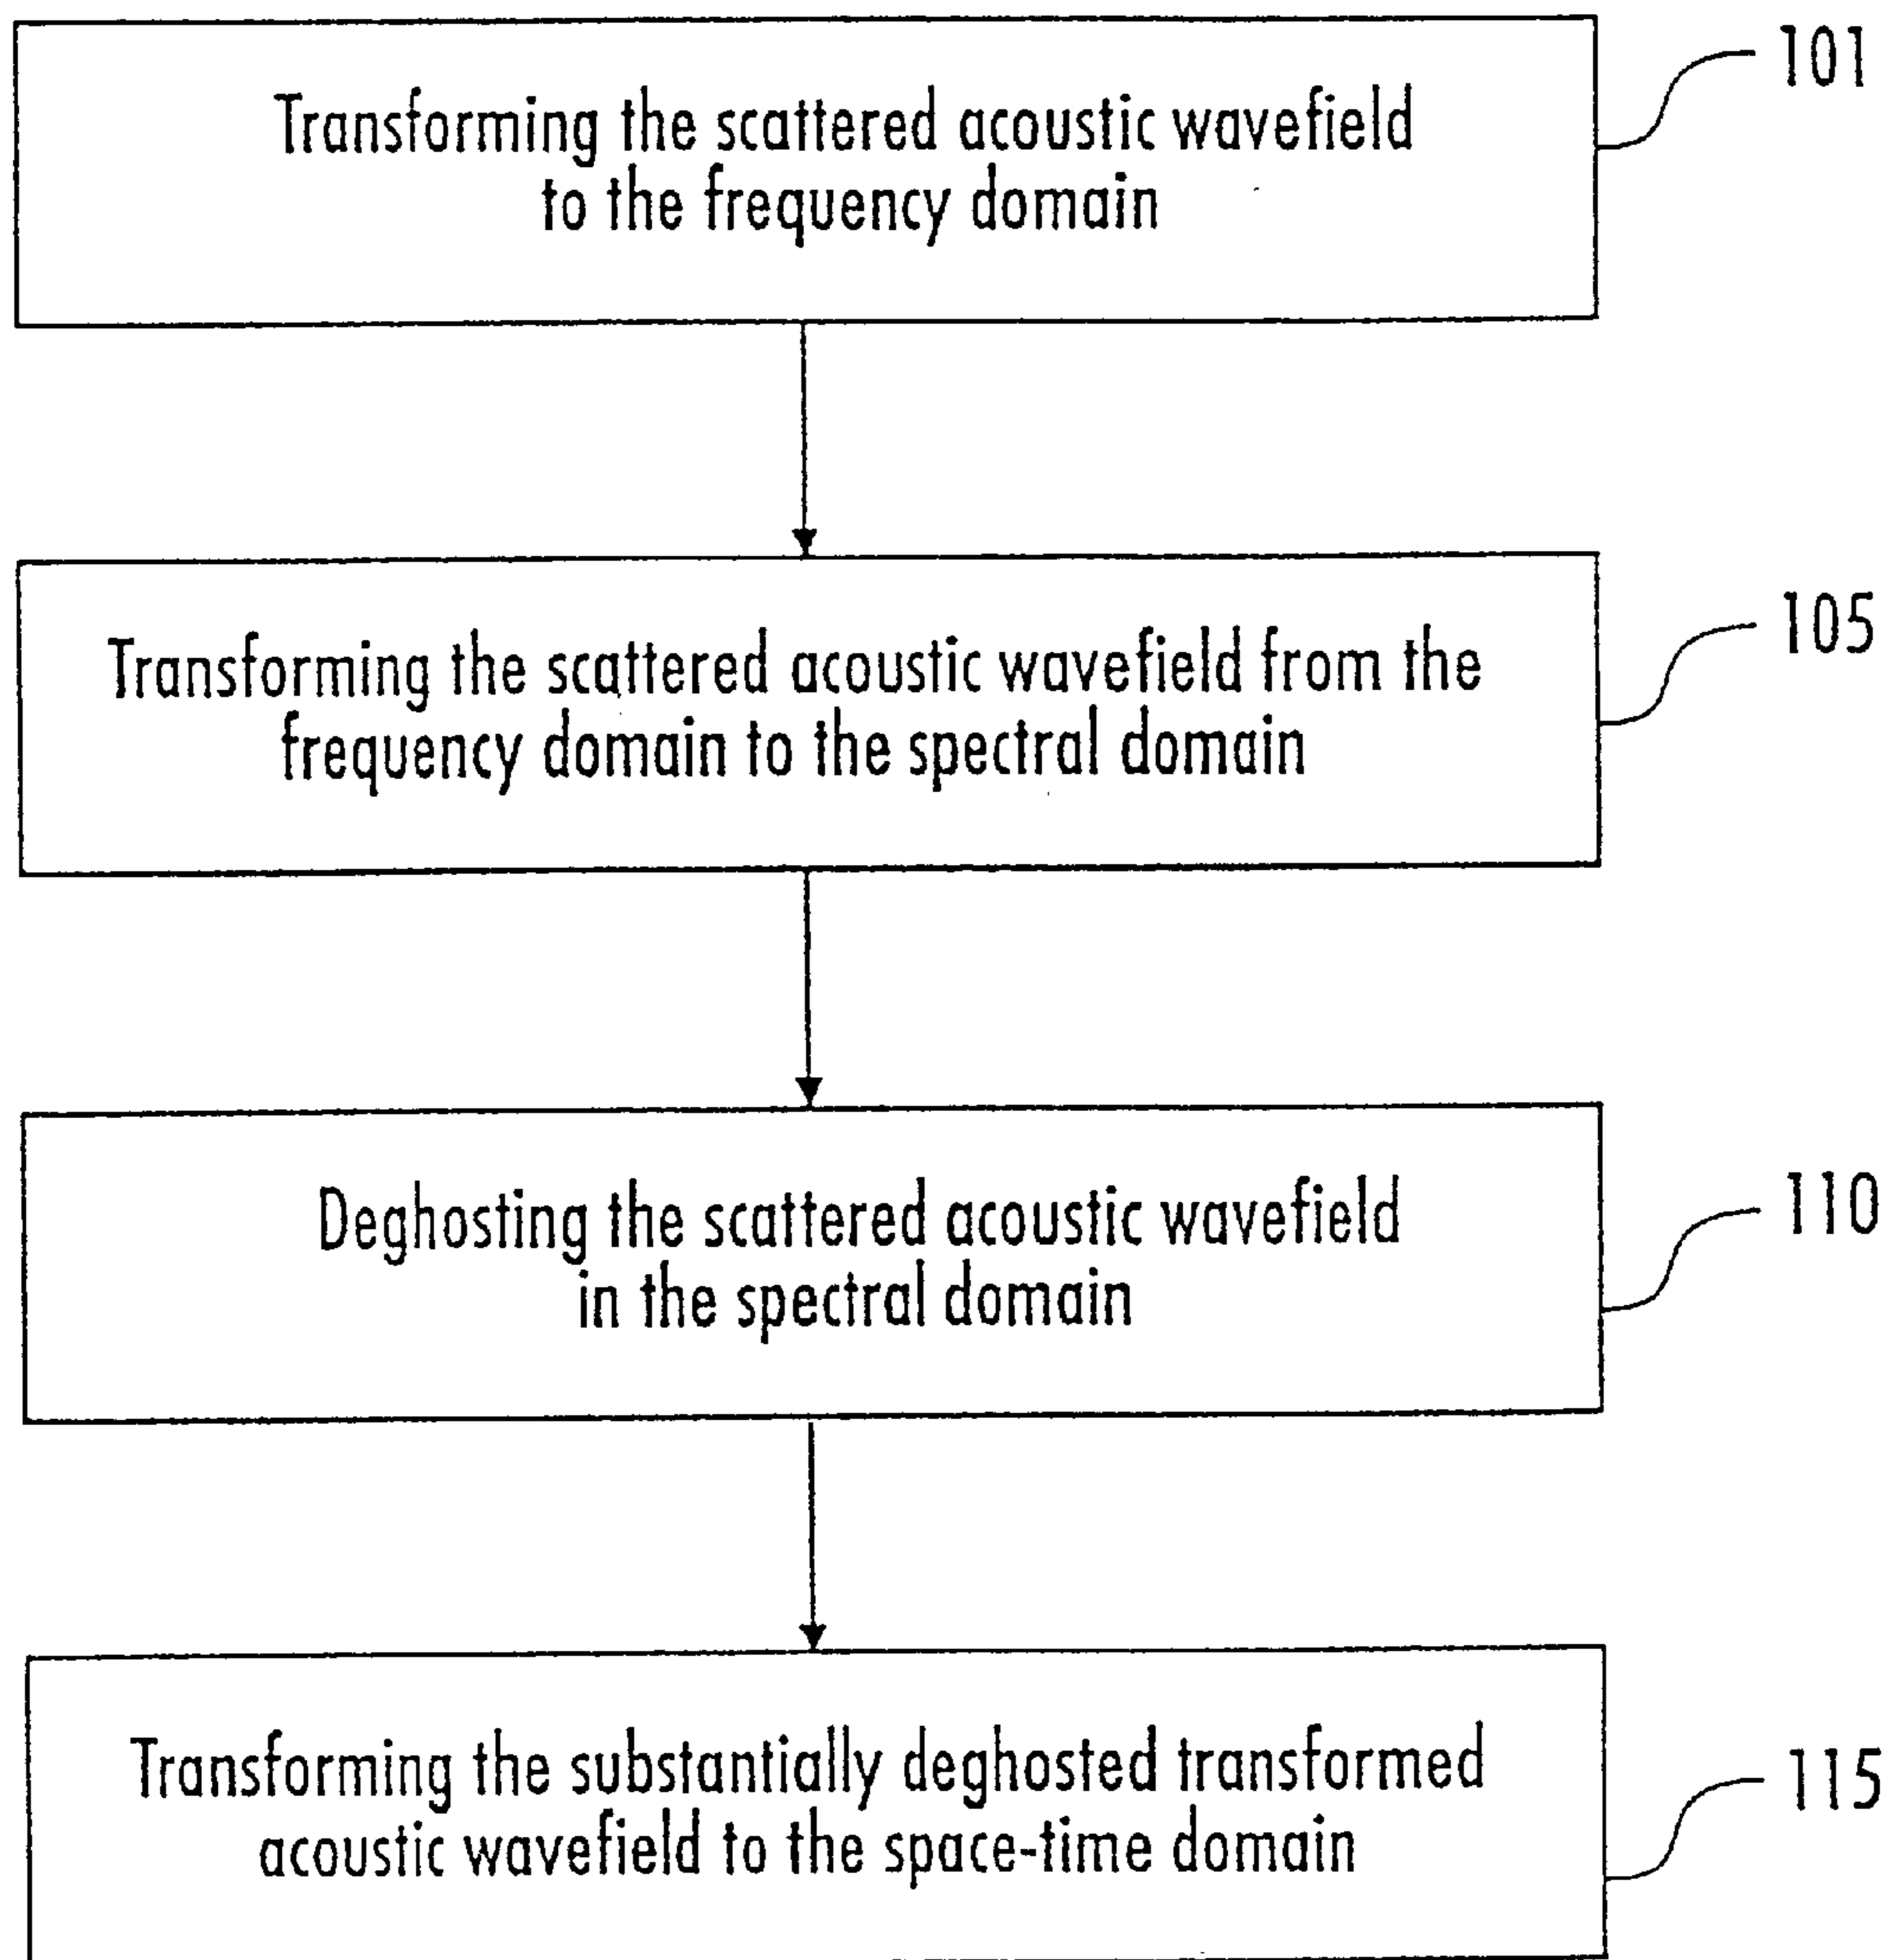 Transforming the scattered acoustic wavefield
to the frequency domain
101
Transforming the scattered acoustic wavefield from the
frequency domain to the spectral domain
105
Deghosting the scattered acoustic wavefield
in the spectral domain
110
Transforming the substantially deghosted transformed
acoustic wavefield to the space-time domain
115